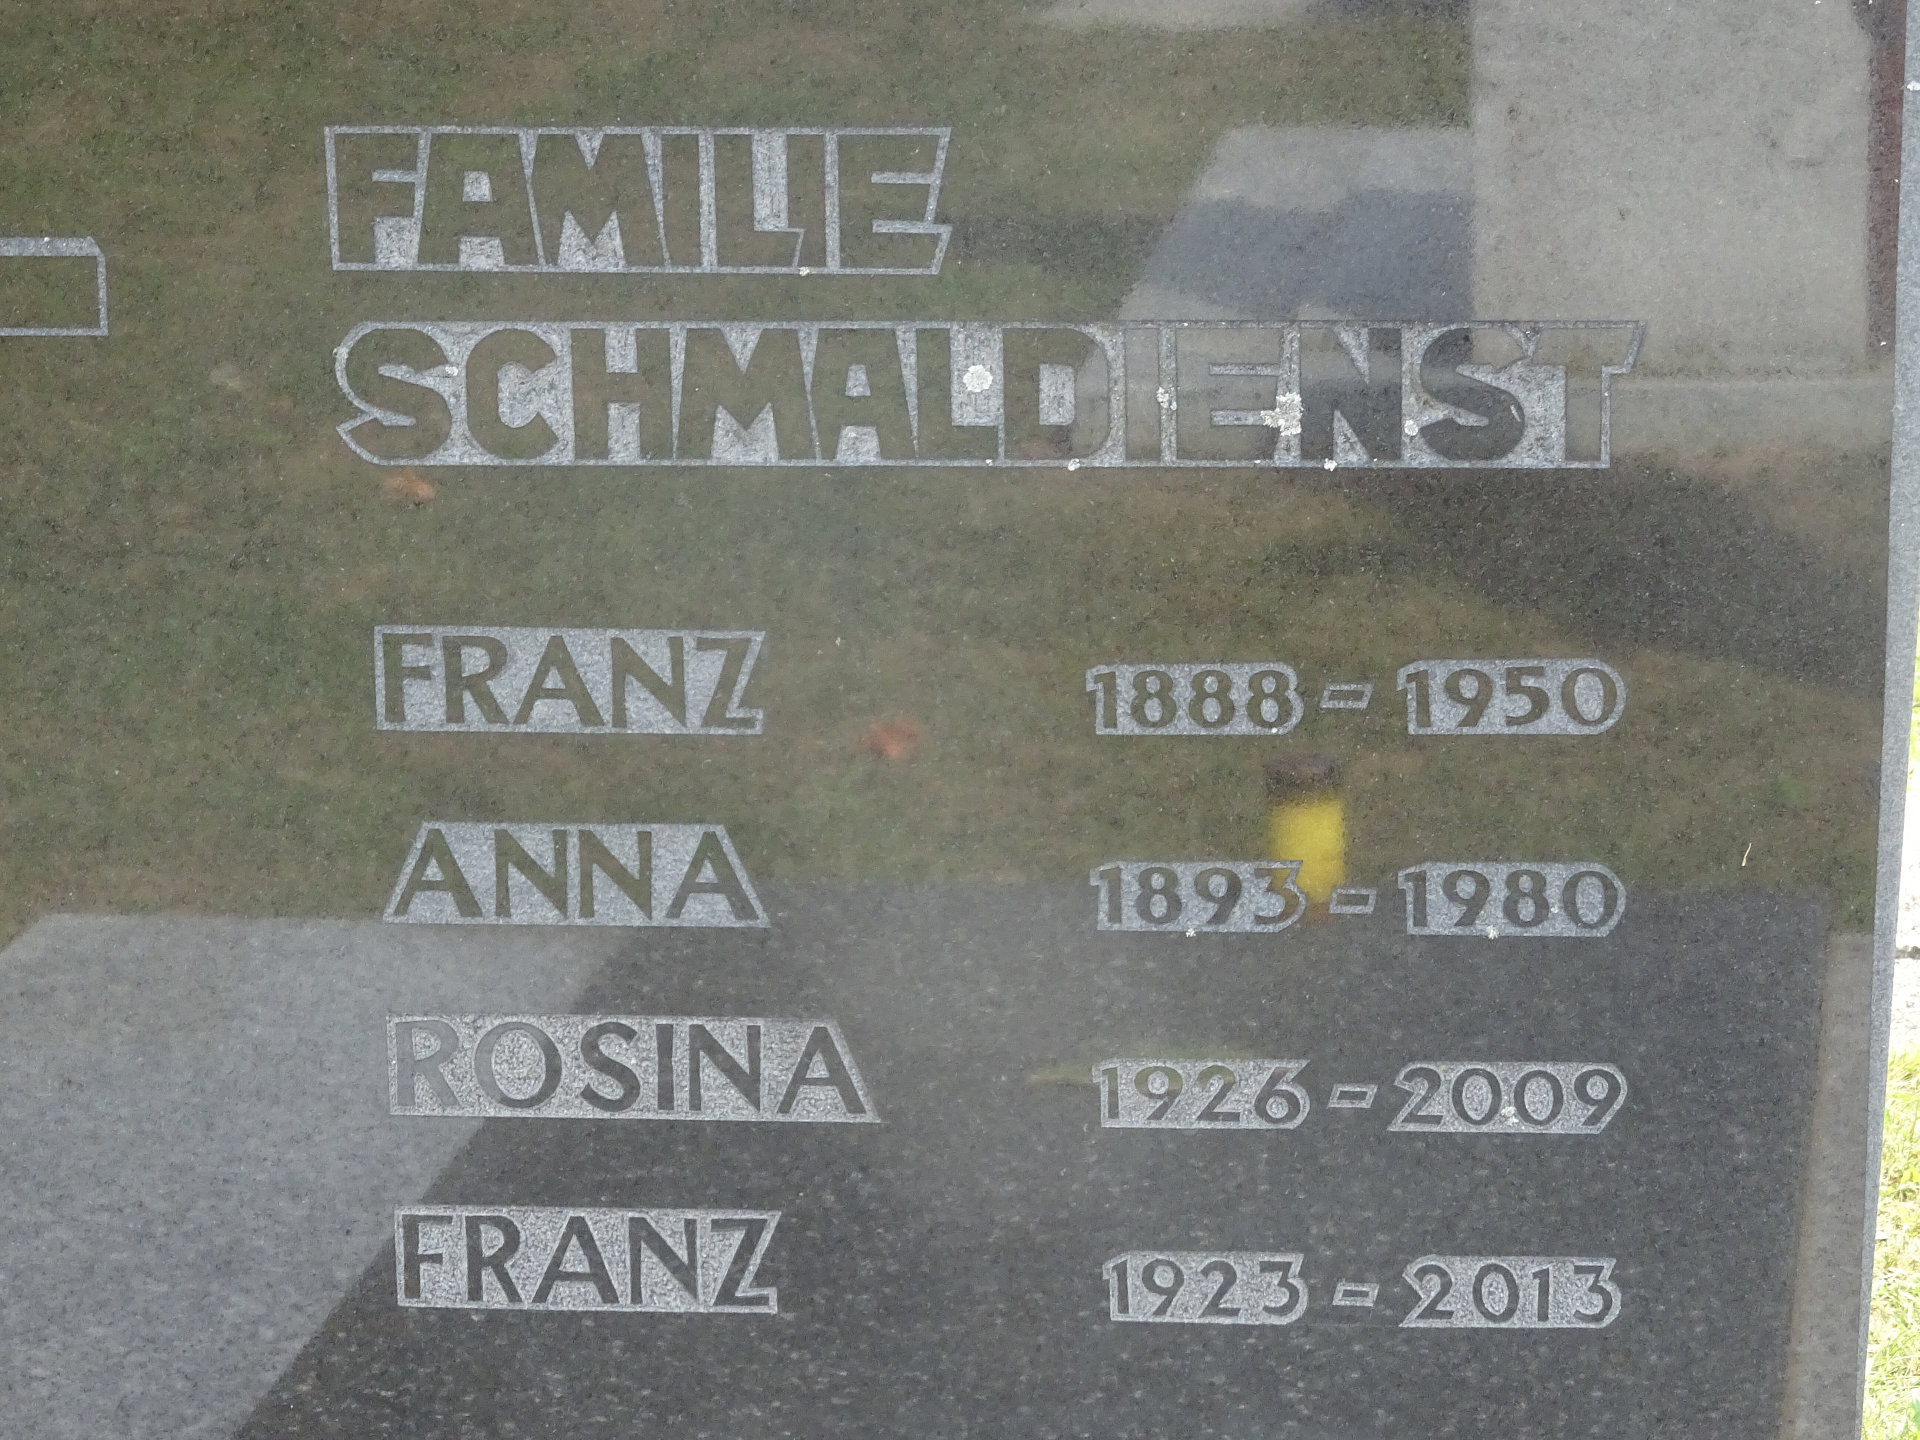 FAMILIE
SCHMALDIENST
FRANZ 1888 - 1950
ANNA 1893 - 1980
ROSINA 1926 - 2009
FRANZ 1923 - 2013